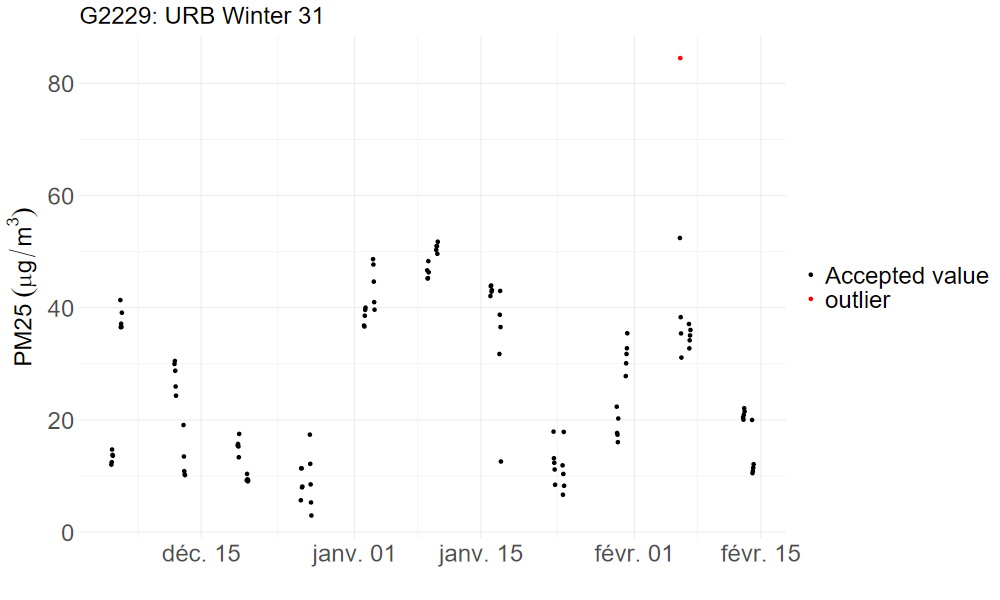 G2229: URB Winter 31
PM25 (μg/m³)
80
60
40
20
0
déc. 15
janv. 01
janv. 15
févr. 01
févr. 15
Accepted value
outlier